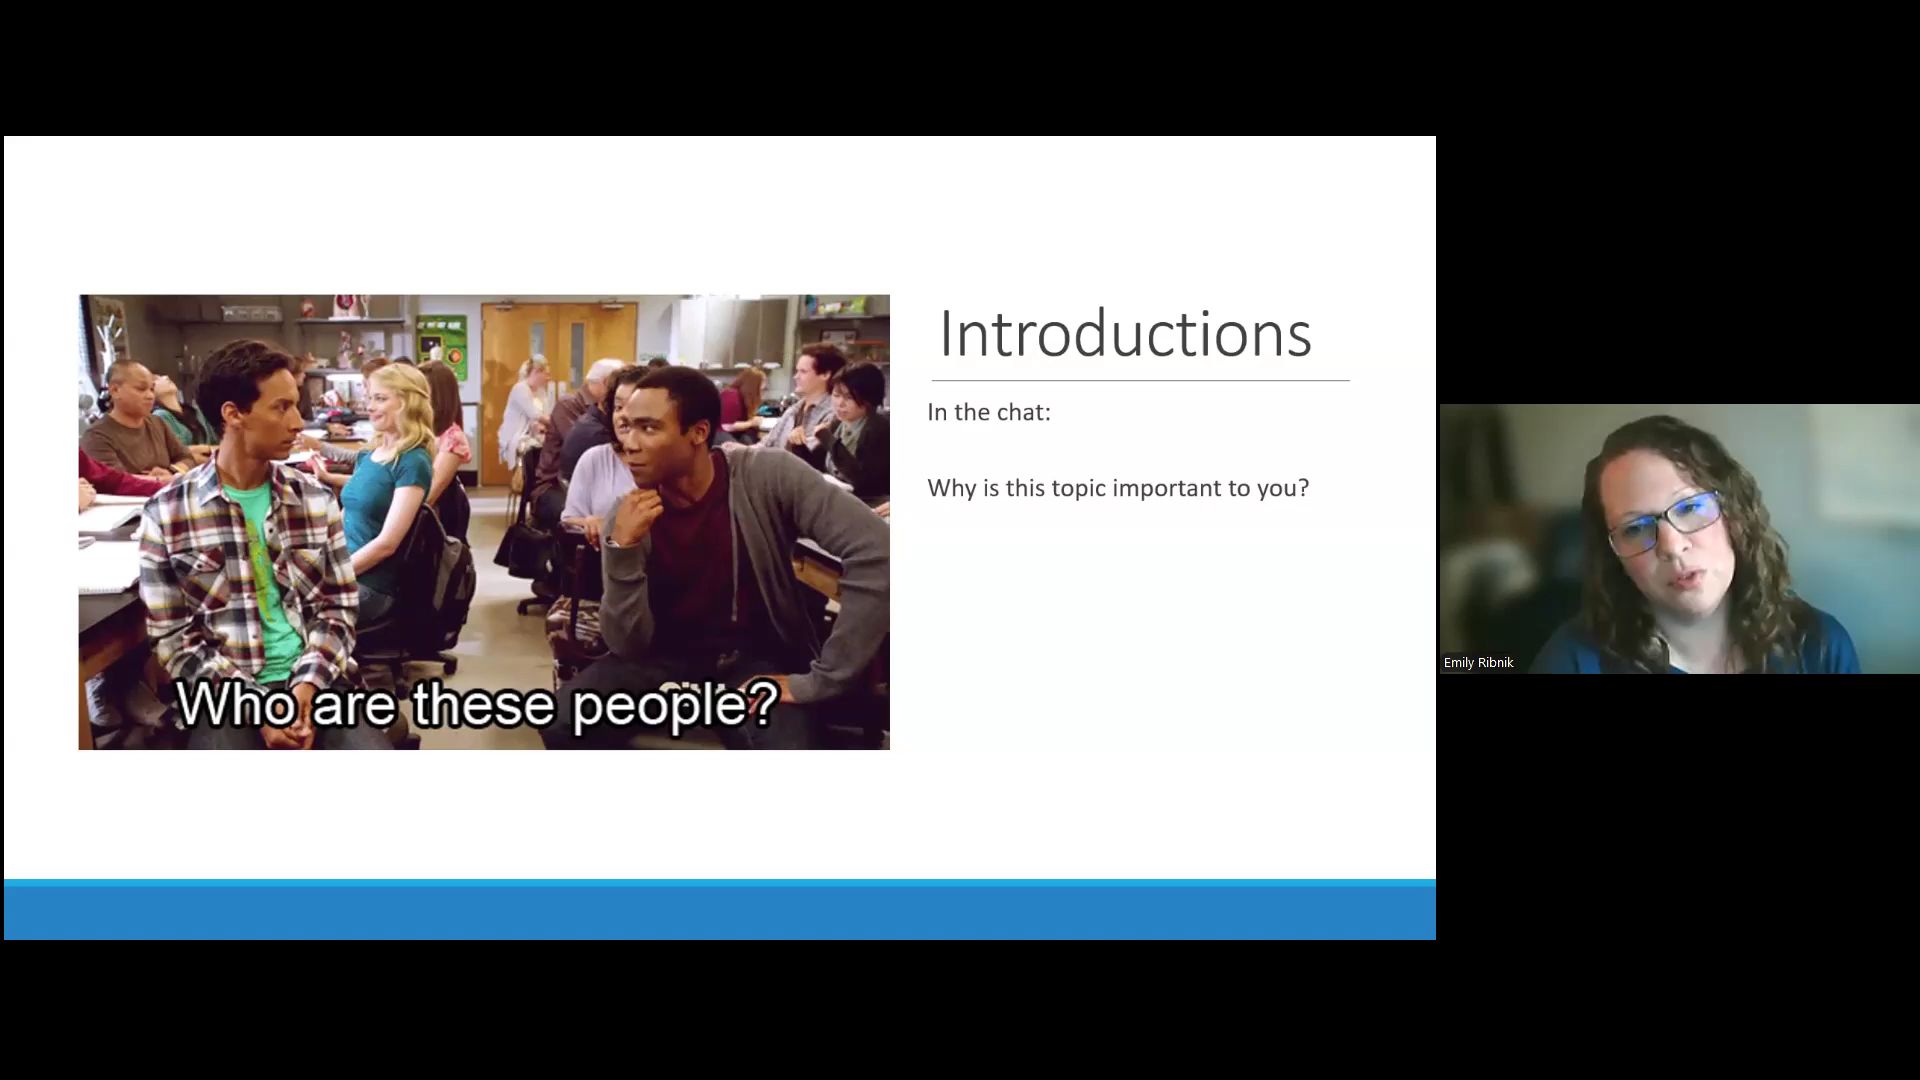 Introductions
In the chat:
Why is this topic important to you?
Who are these people?
Emily Ribnik